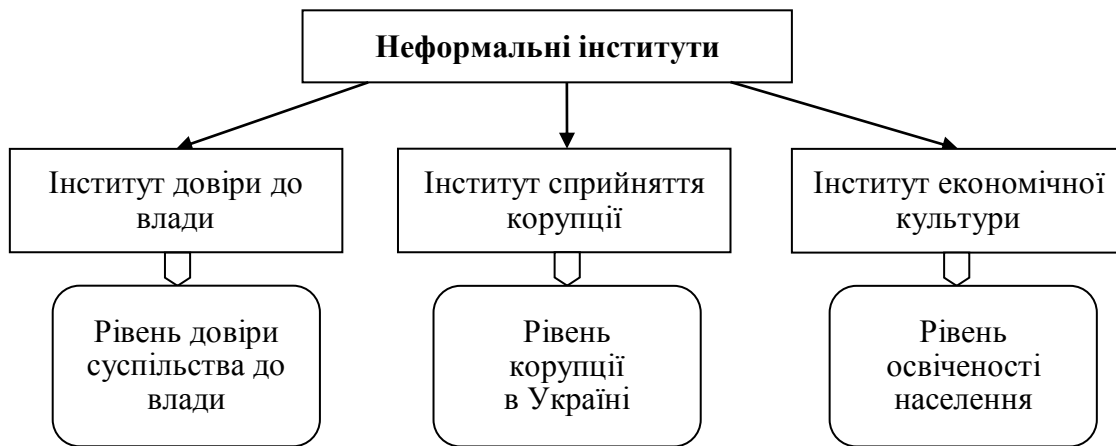 Неформальні інститути
Інститут довіри до
влади
Інститут сприйняття
корупції
Інститут економічної
культури
Рівень довіри
суспільства до
влади
Рівень
корупції
в Україні
Рівень
освіченості
населення